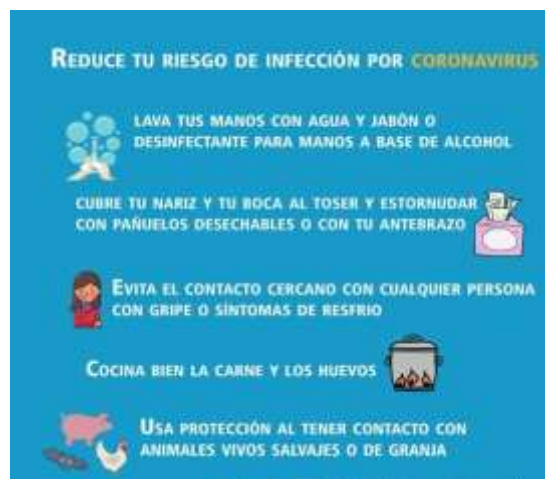 REDUCE TU RIESGO DE INFECCIÓN POR CORONAVIRUS
LAVA TUS MANOS CON AGUA Y JABÓN O
DESINFECTANTE PARA MANOS A BASE DE ALCOHOL
CUBRE TU NARIZ Y TU BOCA AL TOSER Y ESTORNUDAR
CON PAÑUELOS DESECHABLES O CON TU ANTEBRAZO
EVITA EL CONTACTO CERCANO CON CUALQUIER PERSONA
CON GRIPE O SÍNTOMAS DE RESFRIO
COCINA BIEN LA CARNE Y LOS HUEVOS
USA PROTECCIÓN AL TENER CONTACTO CON
ANIMALES VIVOS SALVAJES O DE GRANJA